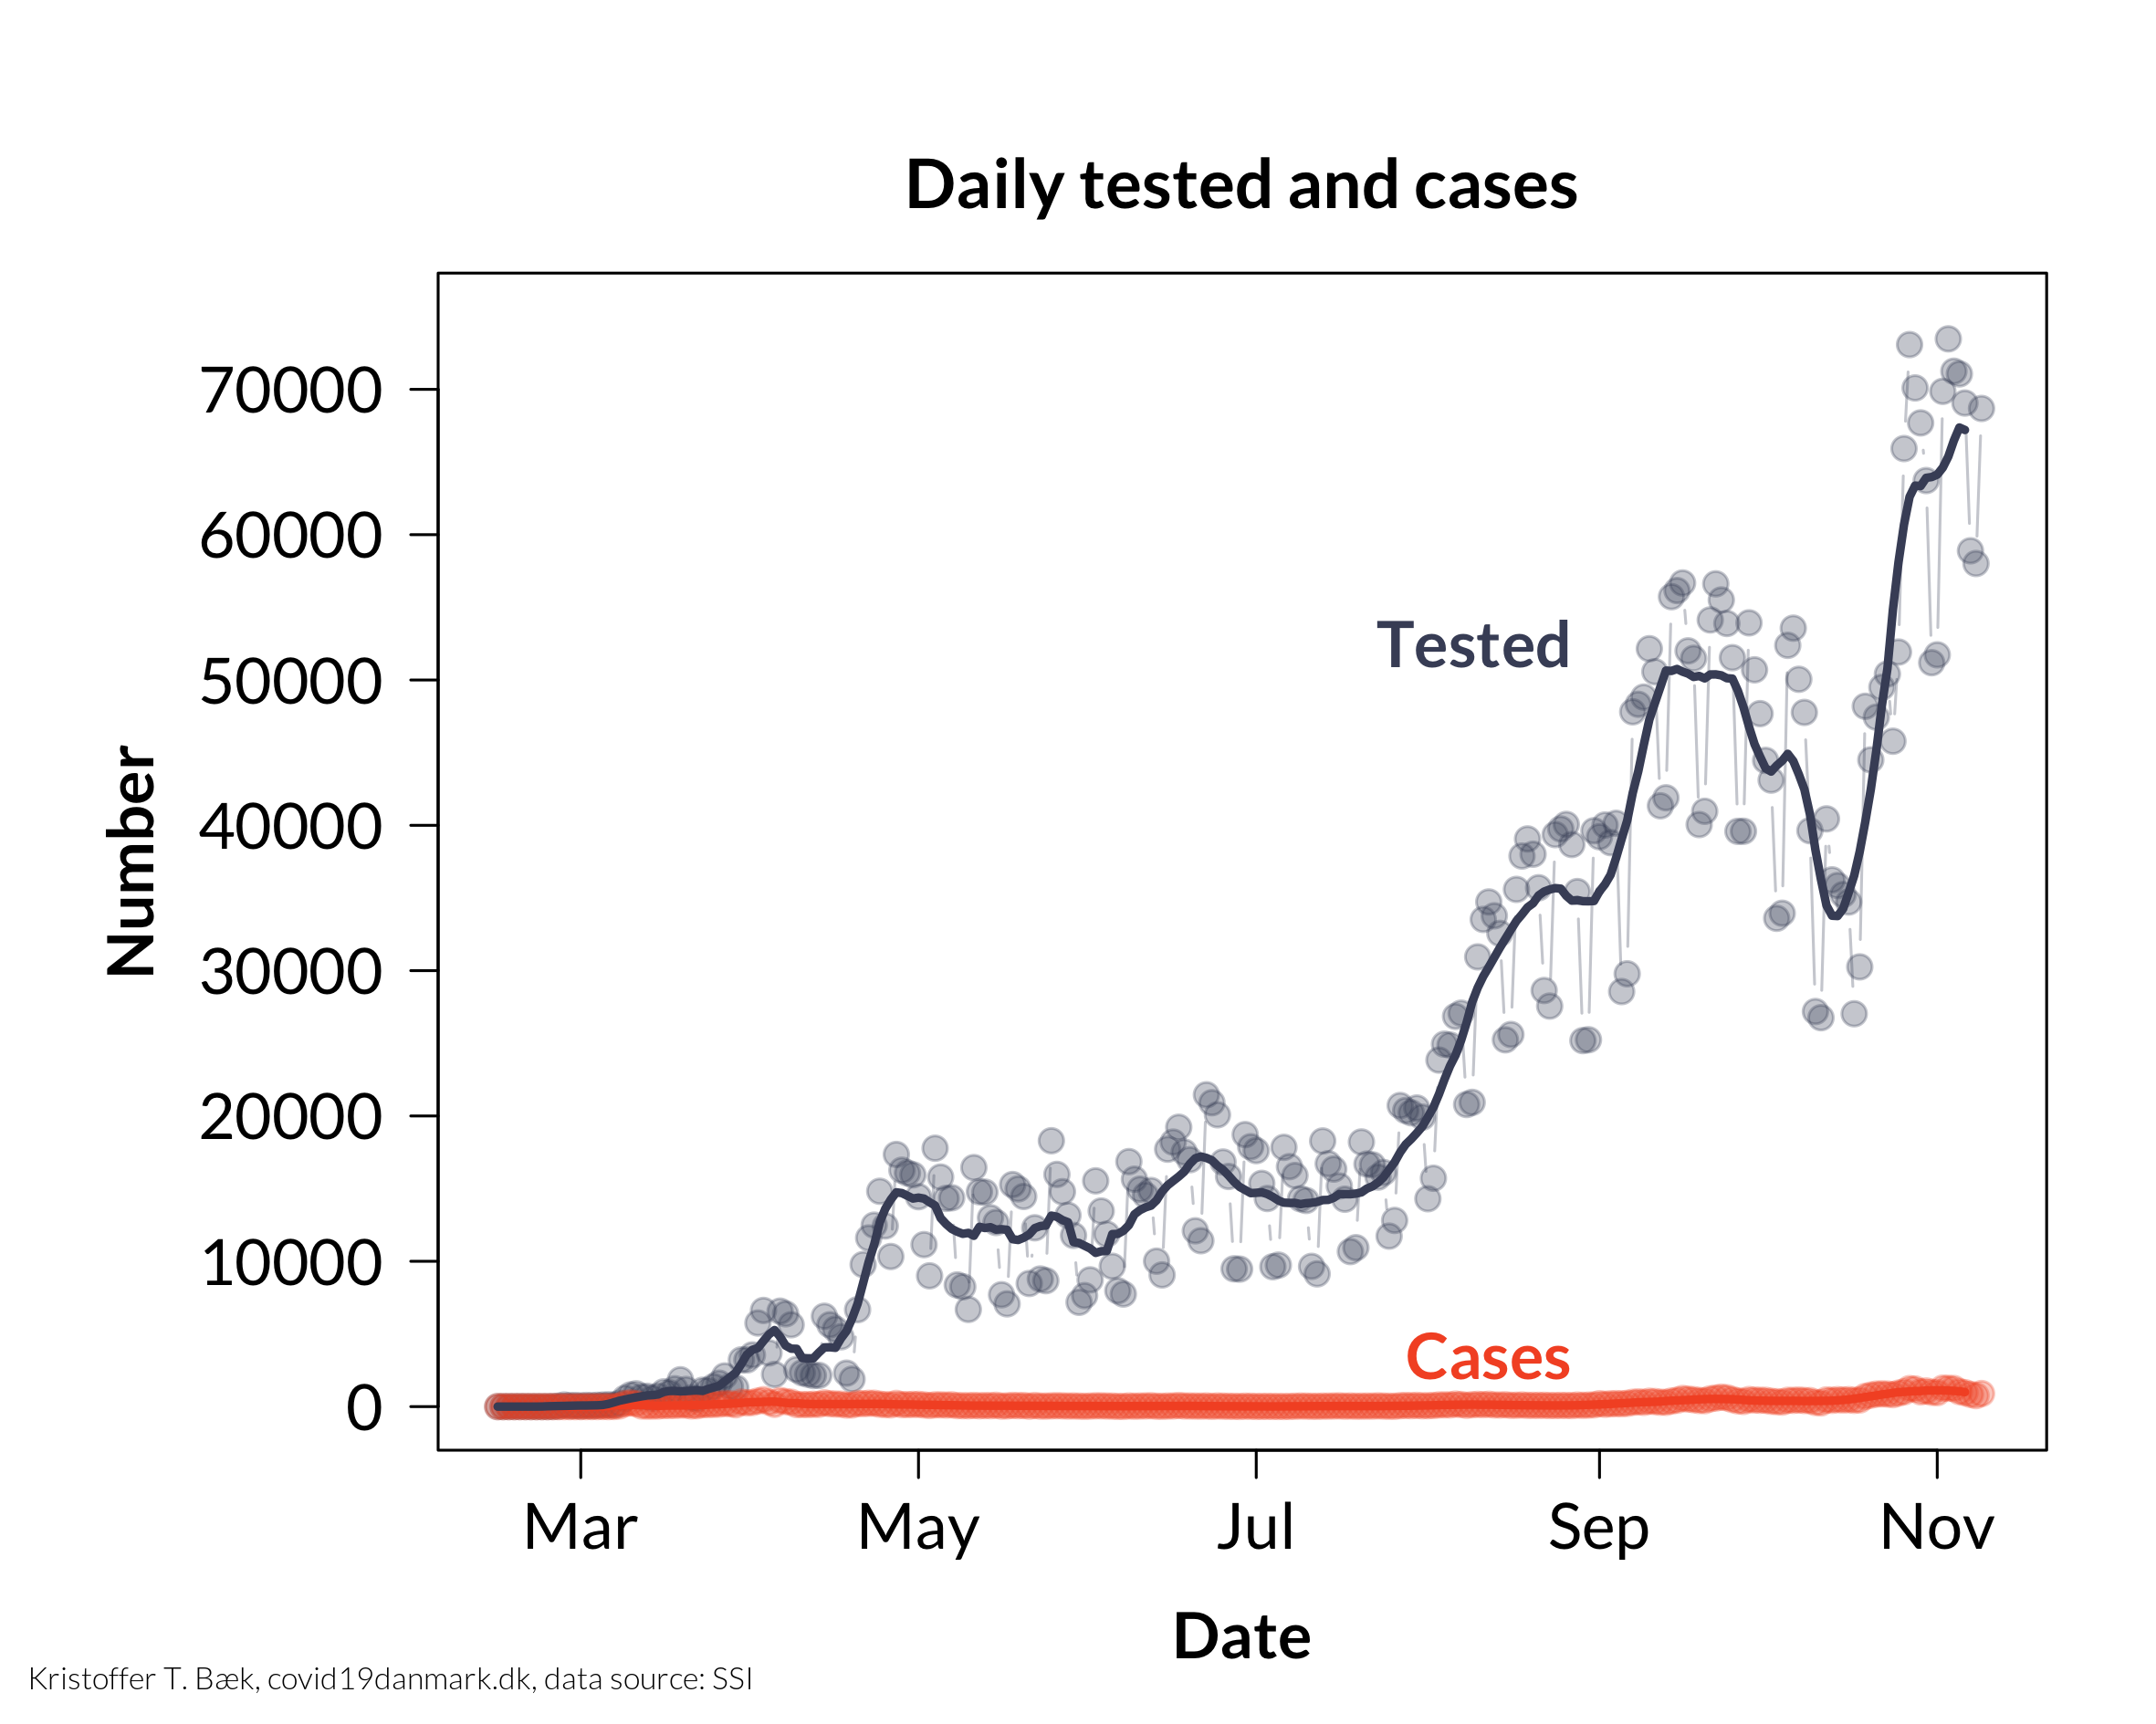 Daily tested and cases
Number
70000
60000
50000
40000
30000
20000
10000
0
Tested
Cases
Mar May Jul Sep Nov
Date
Kristoffer T. Bæk, covid19danmark.dk, data source: SSI